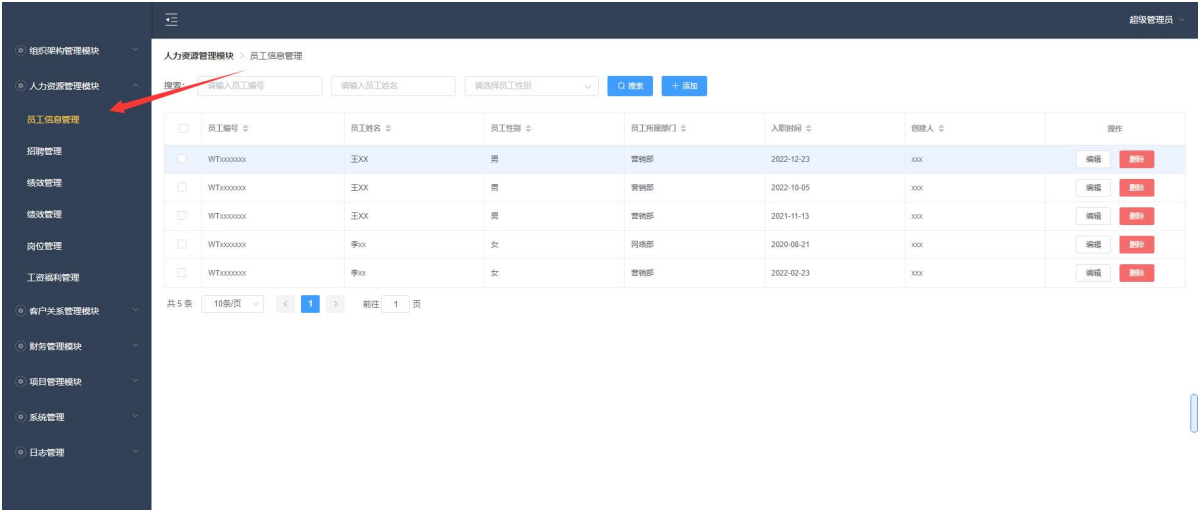 超级管理员
组织架构管理模块
人力资源管理模块
员工信息管理
招聘管理
绩效管理
绩效管理
岗位管理
工资福利管理
客户关系管理模块
财务管理模块
项目管理模块
系统管理
日志管理
人力资源管理模块 > 员工信息管理
搜索: 请输入员工编号 请输入员工姓名 请选择员工性别 搜索 + 添加
员工编号 员工姓名 员工性别 员工所属部门 入职时间 创建人 操作
WTxxxxxxx 王XX 男 营销部 2022-12-23 xxx 编辑 删除
WTxxxxxxx 王XX 男 营销部 2022-10-05 xxx 编辑 删除
WTxxxxxxx 王XX 男 营销部 2021-11-13 xxx 编辑 删除
WTxxxxxxx 李xx 女 网络部 2020-08-21 xxx 编辑 删除
WTxxxxxxx 李xx 女 营销部 2022-02-23 xxx 编辑 删除
共 5 条 10条/页 < 1 > 前往 1 页